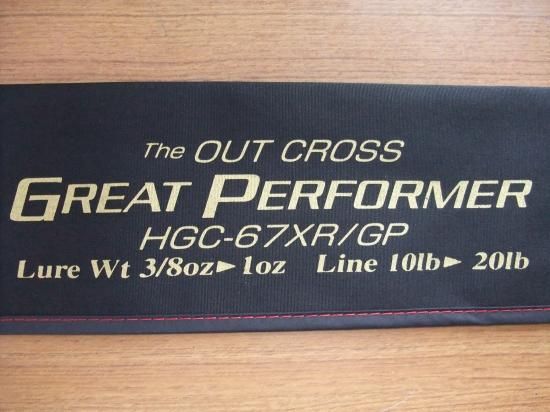 The OUT CROSS
GREAT PERFORMER
HGC-67XR/GP
Lure Wt 3/8oz►1oz Line 10lb► 20lb